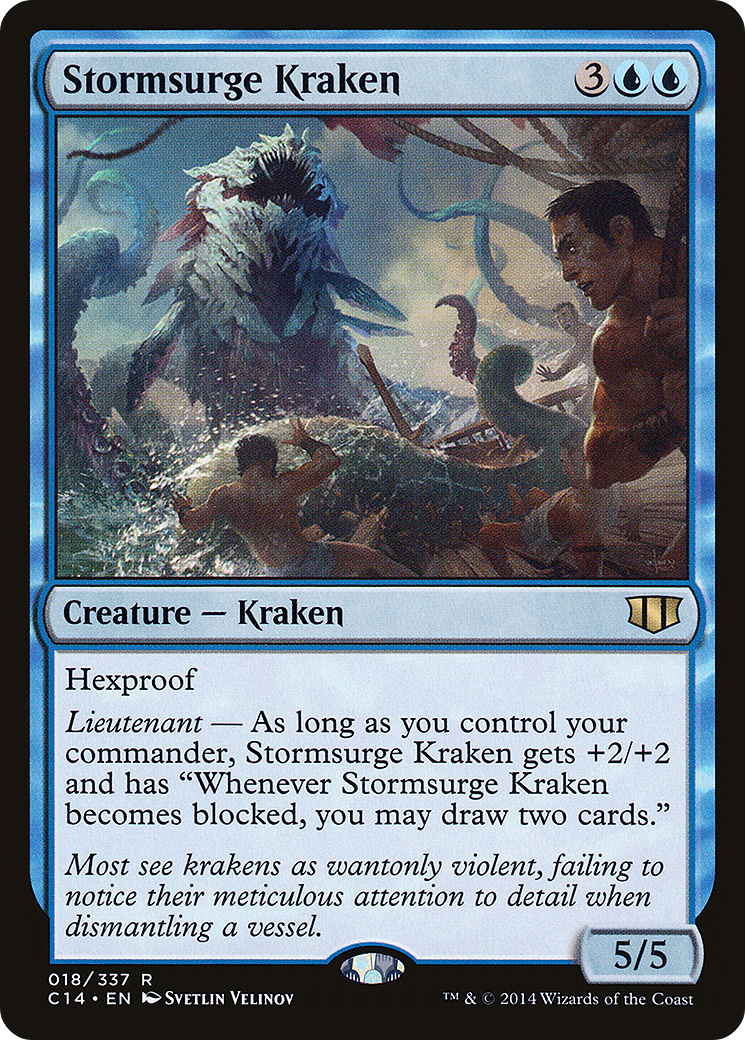 Stormsurge Kraken 3
Creature — Kraken
Hexproof
Lieutenant — As long as you control your
commander, Stormsurge Kraken gets +2/+2
and has “Whenever Stormsurge Kraken
becomes blocked, you may draw two cards.”
Most see krakens as wantonly violent, failing to
notice their meticulous attention to detail when
dismantling a vessel.
5/5
018/337 R
C14 • EN Svetlin Velinov
™ & © 2014 Wizards of the Coast